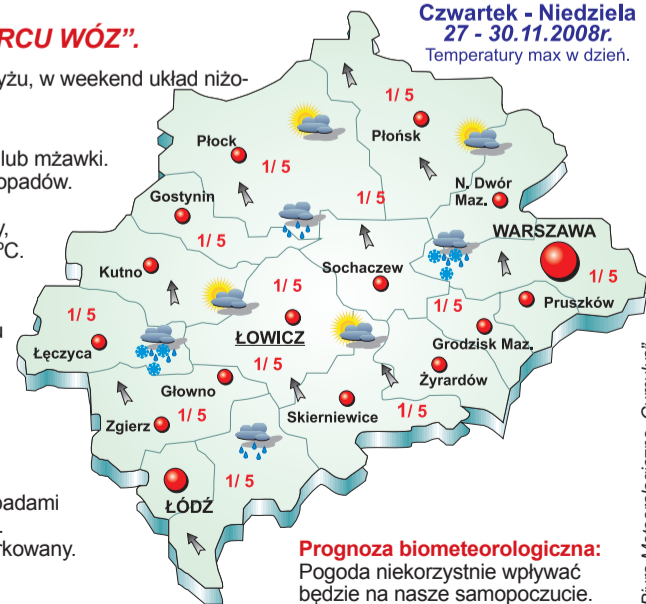 RCU WÓZ”.
Czwartek - Niedziela
27 - 30.11.2008r.
Temperatury max w dzień.
yżu, w weekend układ niżo-
lub mżawki.
opadów.
y,
°C.
u
padami
rkowany.
1/ 5
Płońsk
Płock
1/ 5
1/ 5
N. Dwór
Maz.
Gostynin
1/ 5
WARSZAWA
1/ 5
Kutno
Sochaczew
1/ 5
Pruszków
1/ 5
1/ 5
Łęczyca
ŁOWICZ
Grodzisk Maz.
1/ 5
Żyrardów
Głowno
1/ 5
Skierniewice
1/ 5
Zgierz
1/ 5
ŁÓDŹ
Prognoza biometeorologiczna:
Pogoda niekorzystnie wpływać
będzie na nasze samopoczucie.
Biuro Meteorologiczne